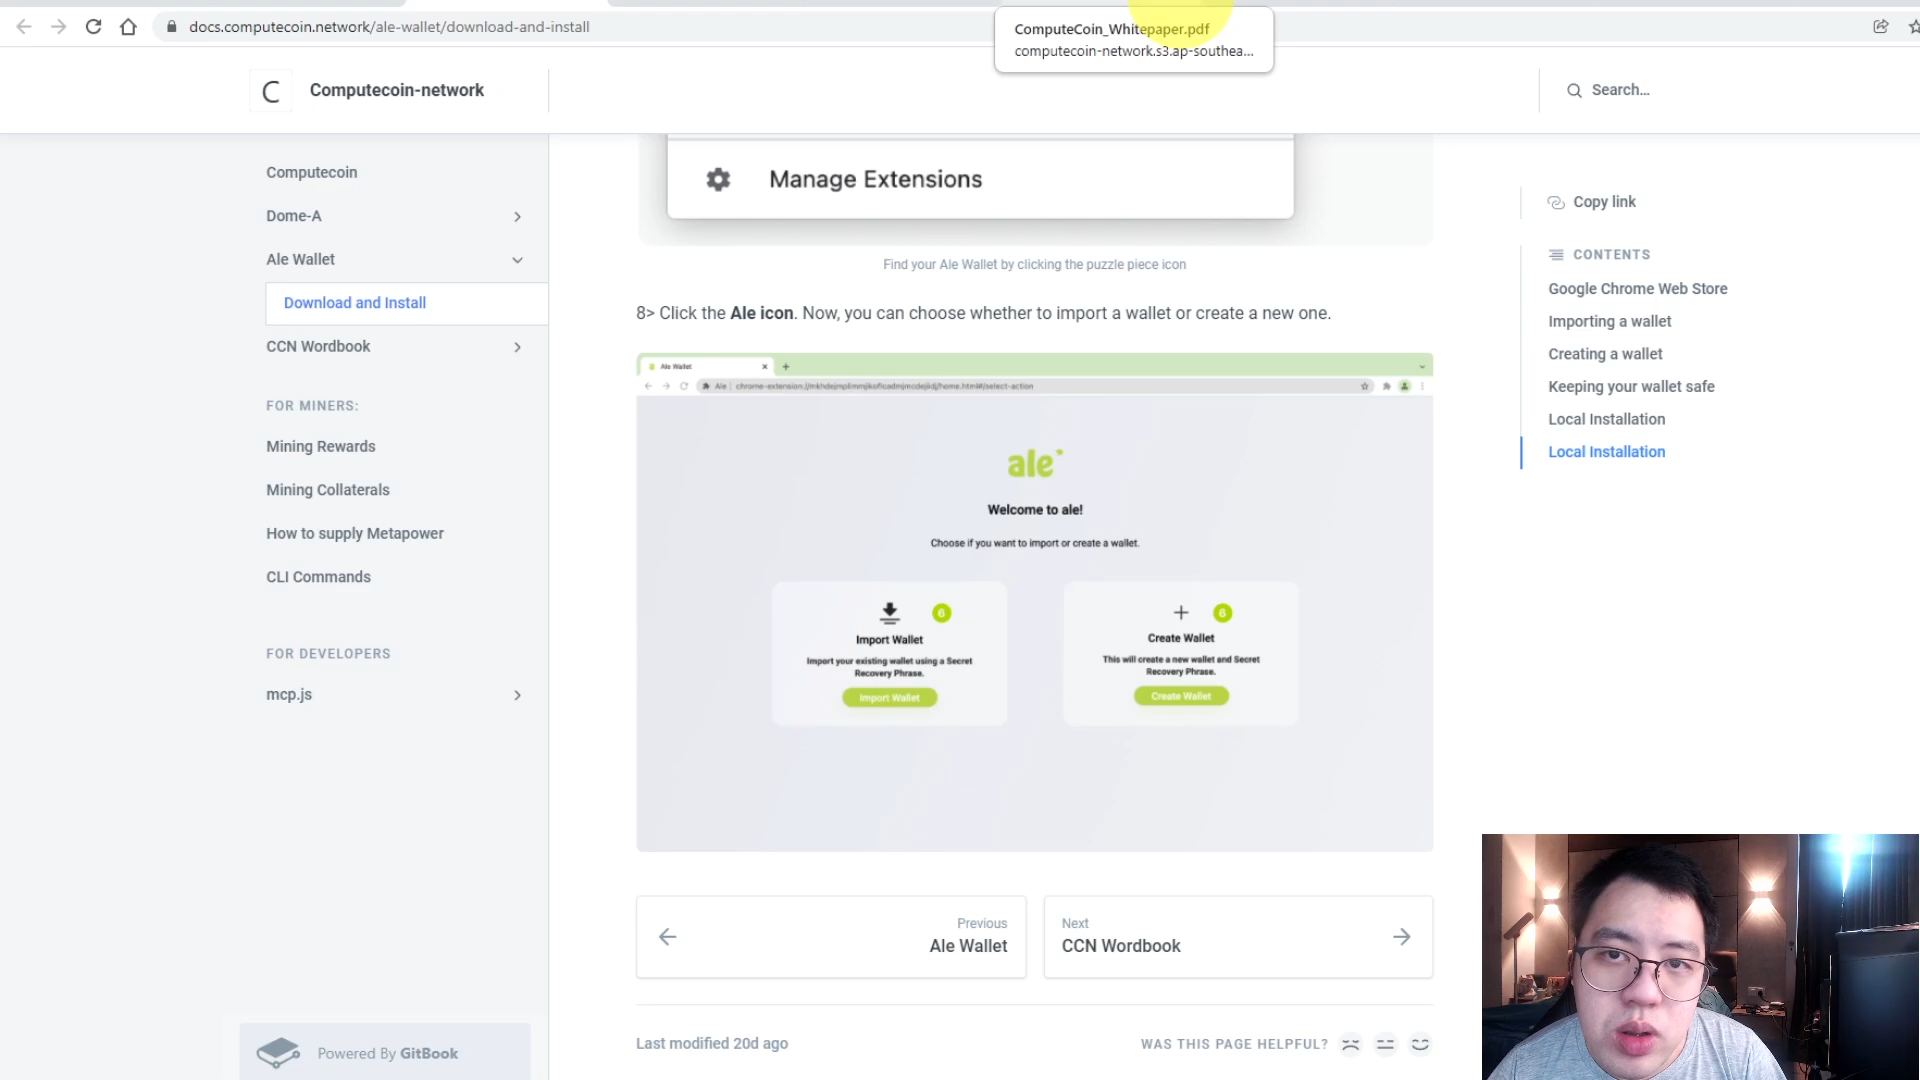 docs.computecoin.network/ale-wallet/download-and-install
ComputeCoin_Whitepaper.pdf
computecoin-network.s3.ap-southea...
C
Computecoin-network
Search...
Computecoin
Dome-A
Ale Wallet
Download and Install
CCN Wordbook
FOR MINERS:
Mining Rewards
Mining Collaterals
How to supply Metapower
CLI Commands
FOR DEVELOPERS
mcp.js
Powered By GitBook
Manage Extensions
Find your Ale Wallet by clicking the puzzle piece icon
8> Click the Ale icon. Now, you can choose whether to import a wallet or create a new one.
Ale Wallet
Ale
ale
Welcome to ale!
Choose if you want to import or create a wallet.
6
Import Wallet
Import your existing wallet using a Secret
Recovery Phrase.
Import Wallet
6
Create Wallet
This will create a new wallet and Secret
Recovery Phrase.
Create Wallet
Previous
Ale Wallet
Next
CCN Wordbook
Last modified 20d ago
WAS THIS PAGE HELPFUL?
Copy link
CONTENTS
Google Chrome Web Store
Importing a wallet
Creating a wallet
Keeping your wallet safe
Local Installation
Local Installation